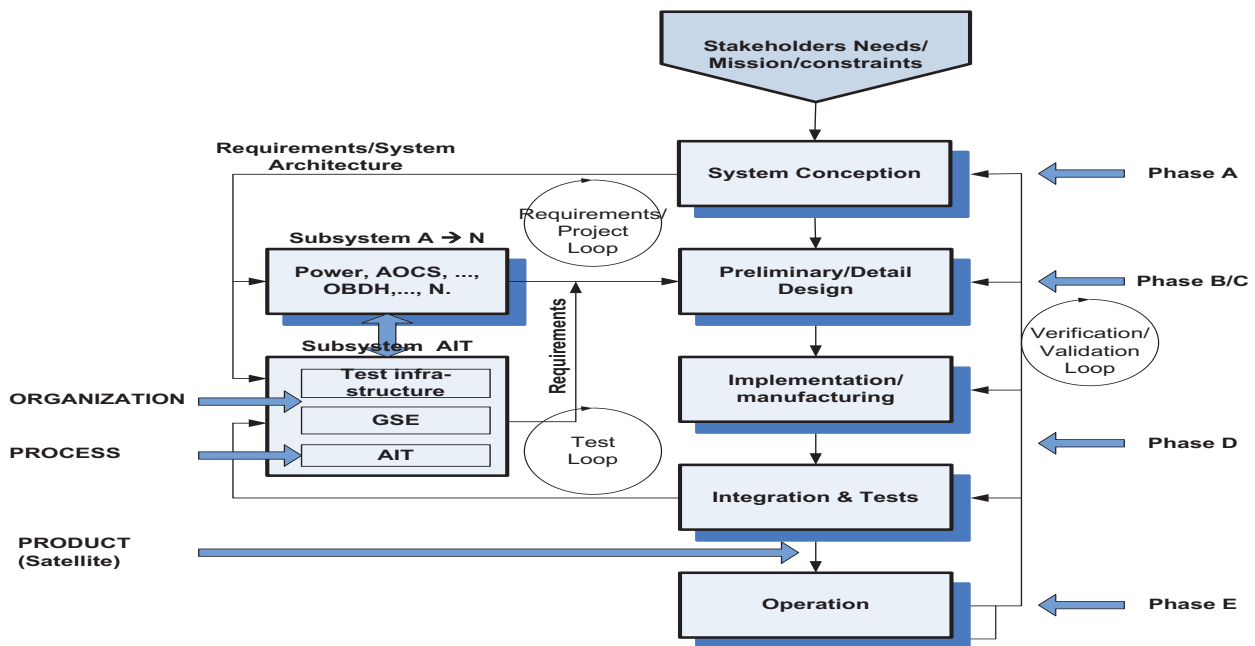 Stakeholders Needs/
Mission/constraints
Requirements/System
Architecture
System Conception
Phase A
Requirements/
Project
Loop
Subsystem A → N
Power, AOCS, ...,
OBDH,..., N.
Preliminary/Detail
Design
Phase B/C
Requirements
Verification/
Validation
Loop
Subsystem AIT
Test infra-
structure
GSE
AIT
ORGANIZATION
PROCESS
Implementation/
manufacturing
Test
Loop
Phase D
Integration & Tests
PRODUCT
(Satellite)
Operation
Phase E